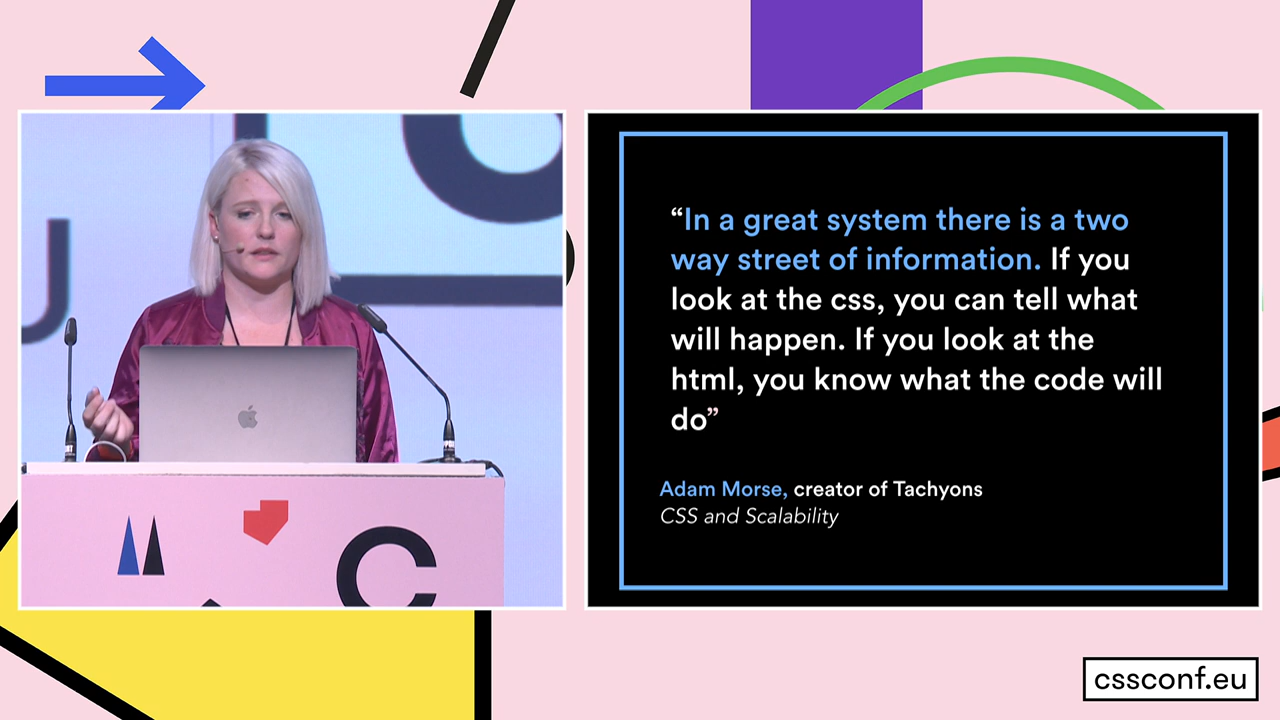 “In a great system there is a two
way street of information. If you
look at the css, you can tell what
will happen. If you look at the
html, you know what the code will
do”
Adam Morse, creator of Tachyons
CSS and Scalability
C
cssconf.eu